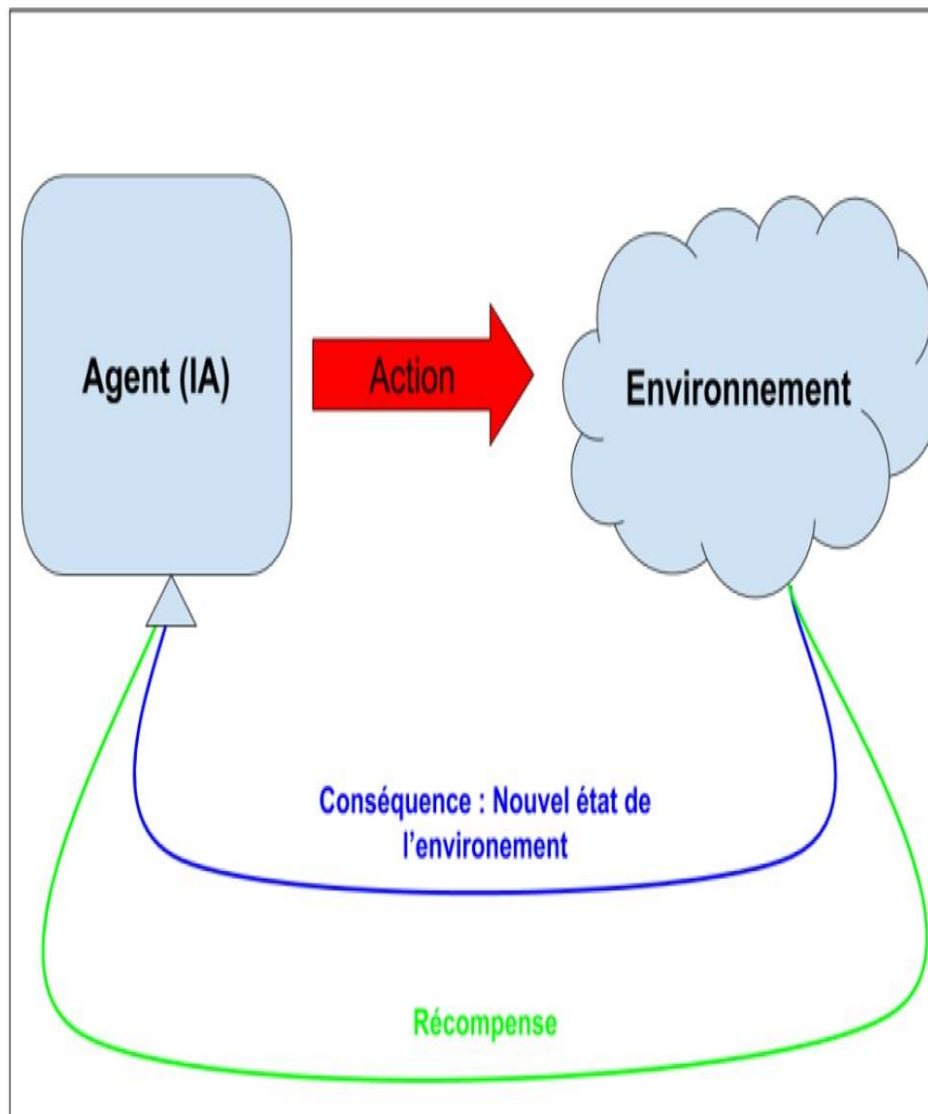 Agent (IA)
Action
Environnement
Conséquence : Nouvel état de
l'environement
Récompense